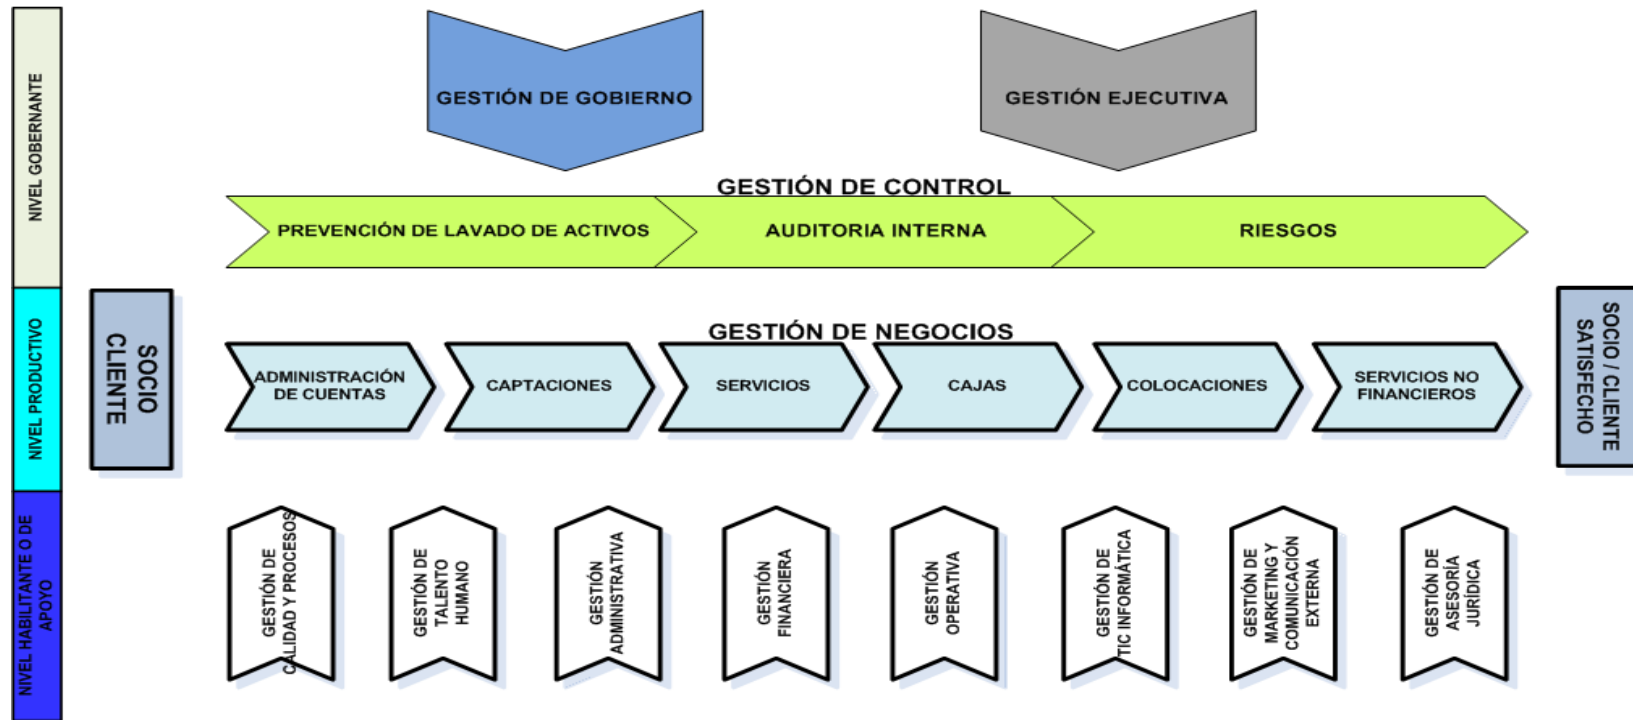 NIVEL GOBERNANTE
GESTIÓN DE GOBIERNO
GESTIÓN EJECUTIVA
GESTIÓN DE CONTROL
PREVENCIÓN DE LAVADO DE ACTIVOS
AUDITORIA INTERNA
RIESGOS
NIVEL PRODUCTIVO
SOCIO
CLIENTE
GESTIÓN DE NEGOCIOS
ADMINISTRACIÓN
DE CUENTAS
CAPTACIONES
SERVICIOS
CAJAS
COLOCACIONES
SERVICIOS NO
FINANCIEROS
SOCIO / CLIENTE
SATISFECHO
NIVEL HABILITANTE O DE
APOYO
GESTIÓN DE
CALIDAD Y PROCESOS
GESTIÓN DE
TALENTO
HUMANO
GESTIÓN
ADMINISTRATIVA
GESTIÓN
FINANCIERA
GESTIÓN
OPERATIVA
GESTIÓN DE
TIC INFORMÁTICA
GESTIÓN DE
MARKETING Y
COMUNICACIÓN
EXTERNA
GESTIÓN DE
ASESORÍA
JURÍDICA